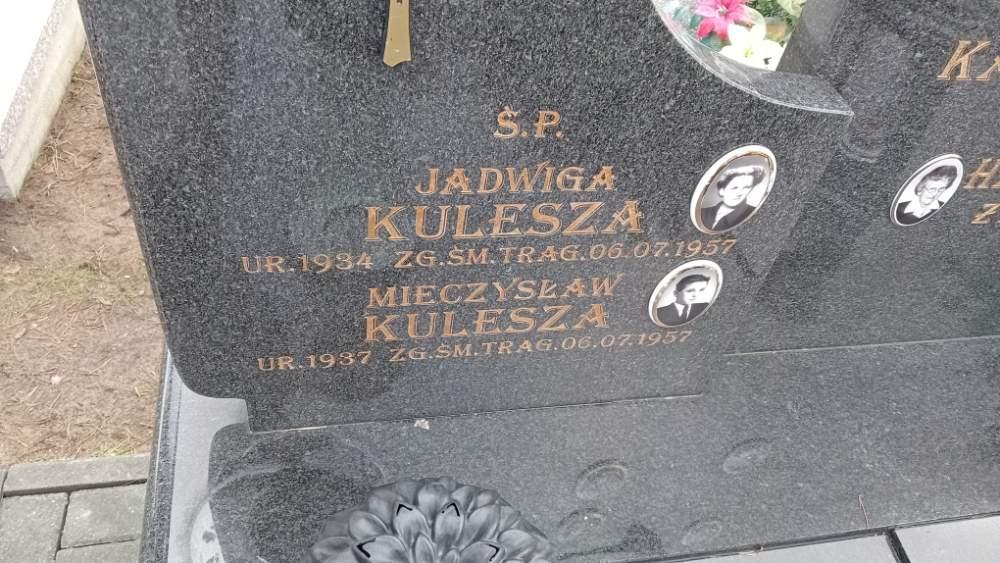 Ś.P.
JADWIGA
KULESZA
UR.1934 ZG.ŚM.TRAG.06.07.1957
MIECZYSŁAW
KULESZA
UR.1937 ZG.ŚM.TRAG.06.07.1957